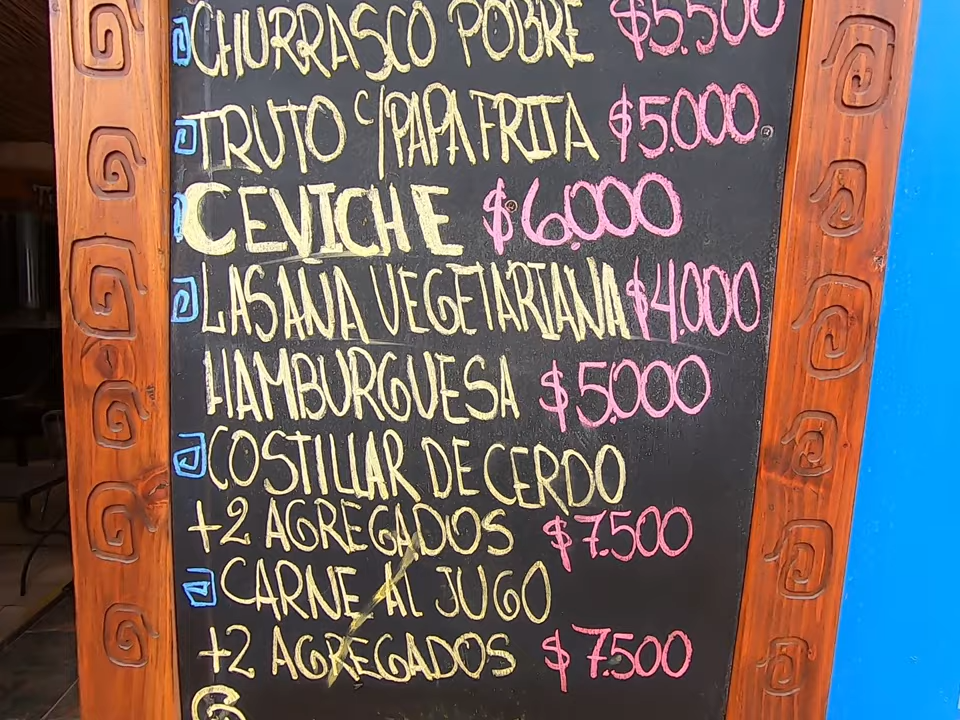 CHURRASCO POBRE $5.500
TRUTO C/PAPA FRITA $5.000
CEVICHE $6.000
LASANA VEGETARIANA $4.000
HAMBURGUESA $5.000
COSTILLAR DE CERDO
+2 AGREGADOS $7.500
CARNE AL JUGO
+2 AGREGADOS $7.500